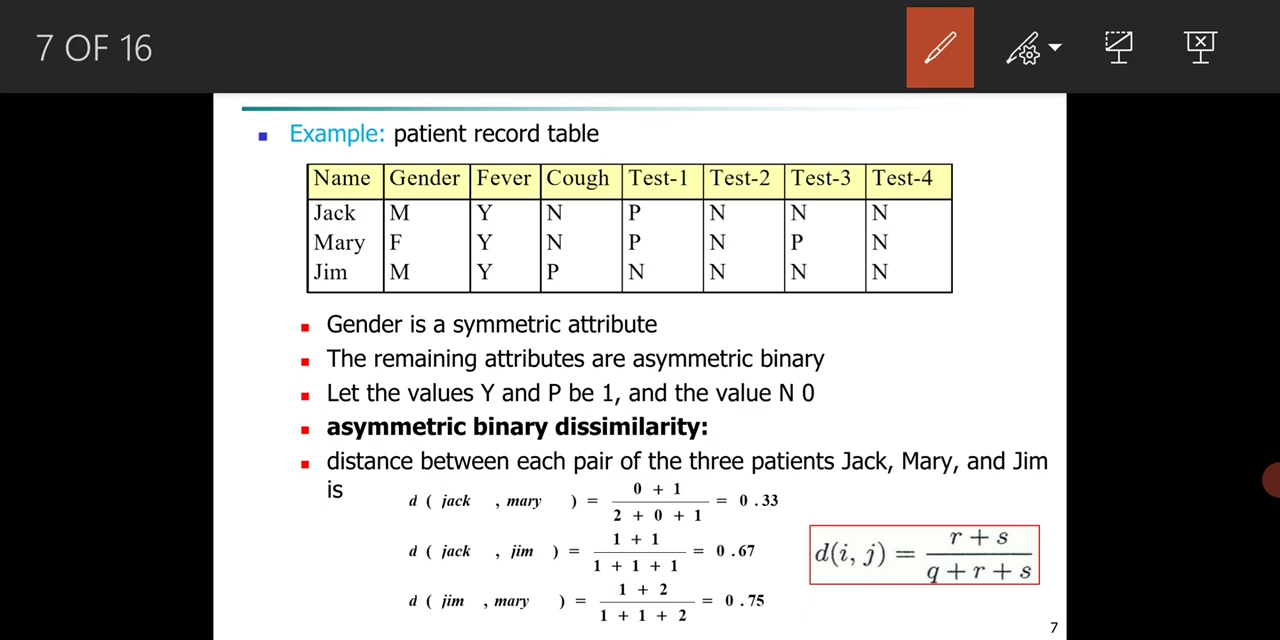 7 OF 16
Example: patient record table
Name Gender Fever Cough Test-1 Test-2 Test-3 Test-4
Jack M Y N P N N N
Mary F Y N P N P N
Jim M Y P N N N N
Gender is a symmetric attribute
The remaining attributes are asymmetric binary
Let the values Y and P be 1, and the value N 0
asymmetric binary dissimilarity:
distance between each pair of the three patients Jack, Mary, and Jim
is
d ( jack , mary ) = 0 + 1 / 2 + 0 + 1 = 0 . 33
d ( jack , jim ) = 1 + 1 / 1 + 1 + 1 = 0 . 67
d ( jim , mary ) = 1 + 2 / 1 + 1 + 2 = 0 . 75
d(i, j) = r + s / q + r + s
7